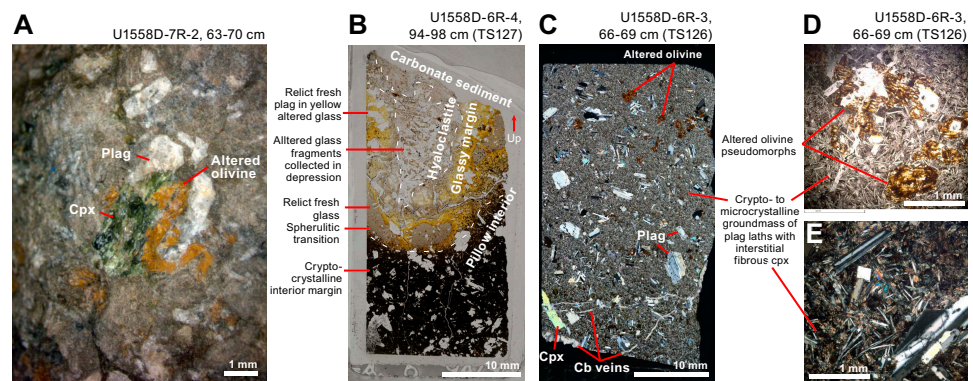 A
U1558D-7R-2, 63-70 cm
Plag
Altered
olivine
Cpx
1 mm
B
U1558D-6R-4,
94-98 cm (TS127)
Relict fresh
plag in yellow
altered glass
Alltered glass
fragments
collected in
depression
Relict fresh
glass
Spherulitic
transition
Crypto-
crystalline
interior margin
Carbonate sediment
Up
Hyaloclastite
Glassy margin
Pillow interior
10 mm
C
U1558D-6R-3,
66-69 cm (TS126)
Altered olivine
Plag
Cpx
Cb veins
10 mm
D
U1558D-6R-3,
66-69 cm (TS126)
Altered olivine
pseudomorphs
1 mm
Crypto- to
microcrystalline
groundmass of
plag laths with
interstitial
fibrous cpx
E
1 mm